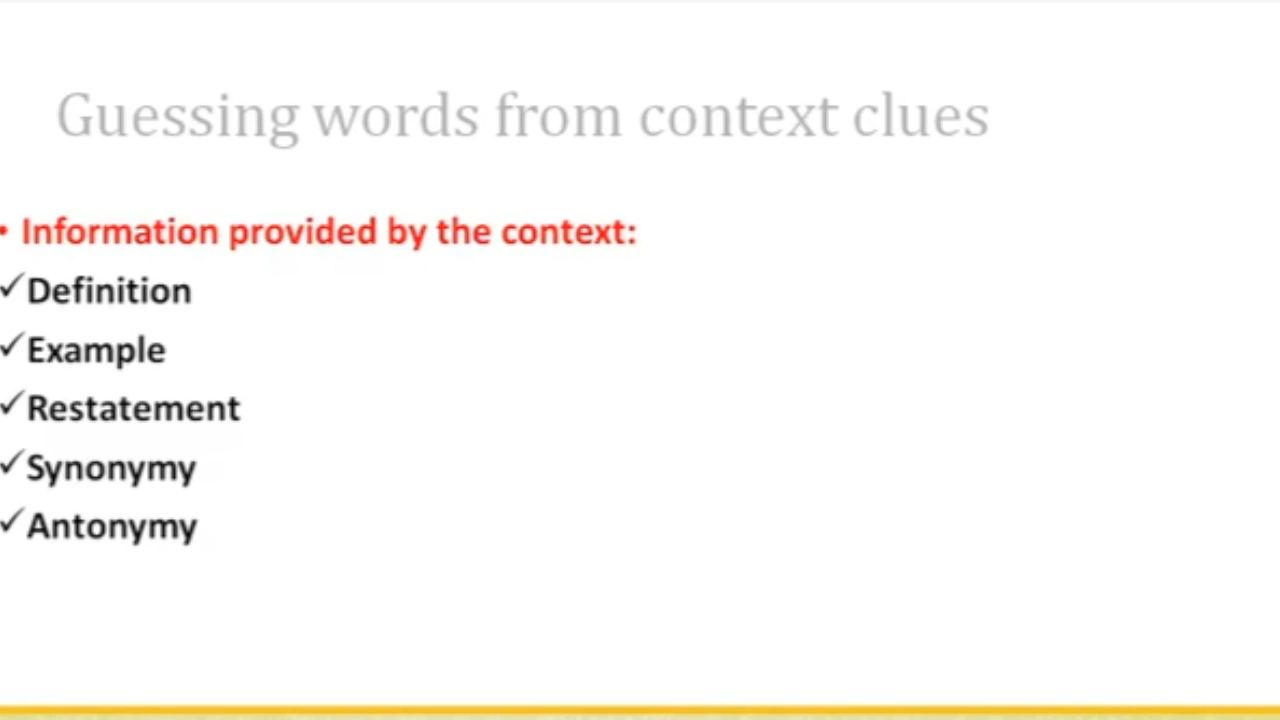 Guessing words from context clues
• Information provided by the context:
✓Definition
✓Example
✓Restatement
✓Synonymy
✓Antonymy